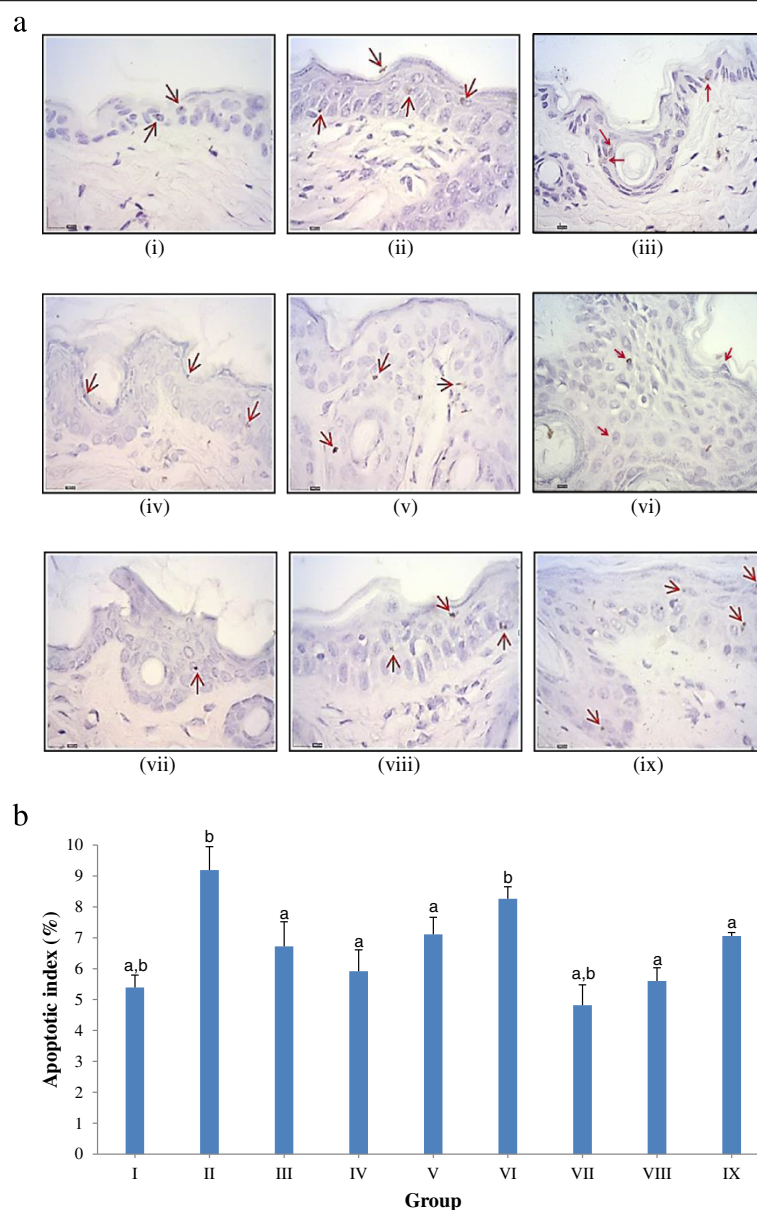 a
(i) (ii) (iii)
(iv) (v) (vi)
(vii) (viii) (ix)
b
10
9
8
7
6
5
4
3
2
1
0
Apoptotic index (%)
a,b b a a a b a,b a a
I II III IV V VI VII VIII IX
Group